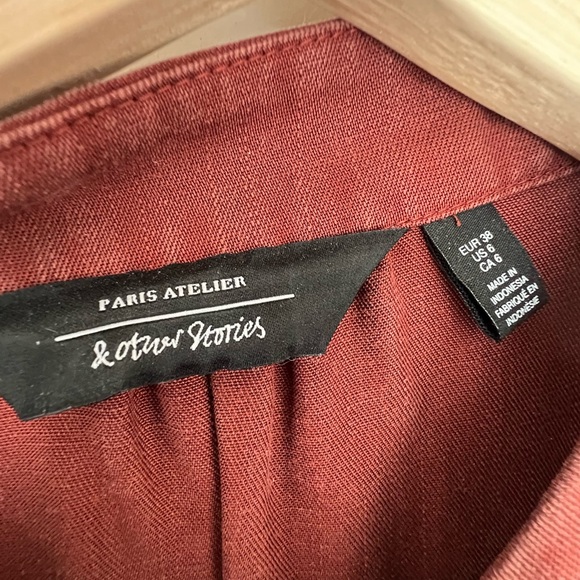 PARIS ATELIER
& other Stories
EUR 38
US 6
CA 6
MADE IN
INDONESIA
FABRIQUÉ EN
INDONÉSIE